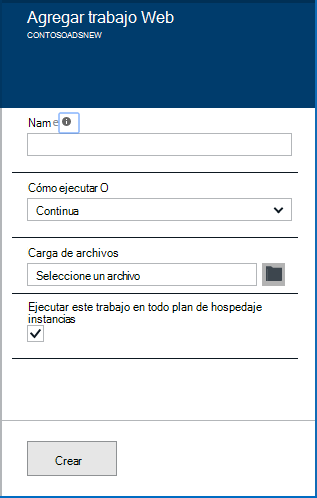 Agregar trabajo Web
CONTOSOADSNEW
Name
Cómo ejecutar O
Continua
Carga de archivos
Seleccione un archivo
Ejecutar este trabajo en todo plan de hospedaje
instancias
Crear